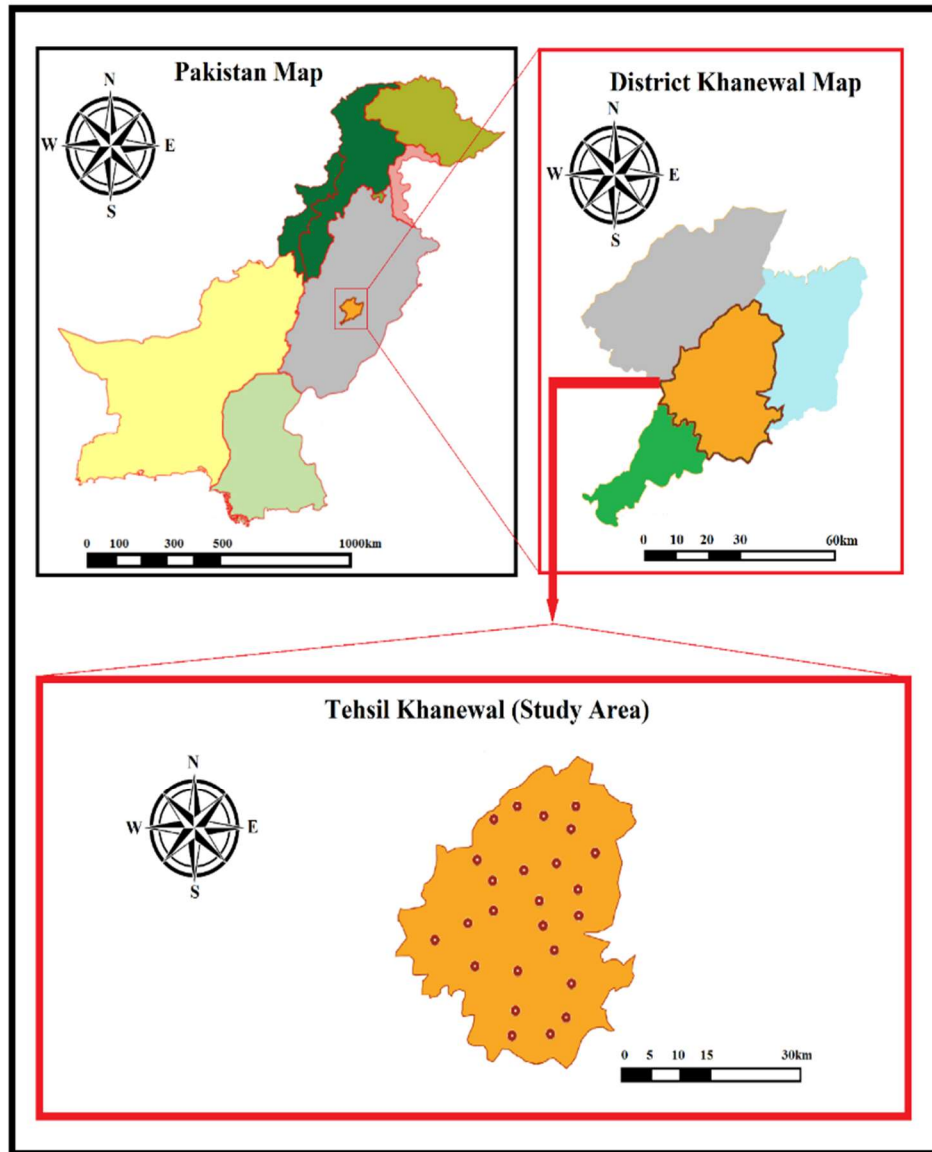 Pakistan Map
N
W E
S
0 100 300 500 1000km
District Khanewal Map
N
W E
S
0 10 20 30 60km
Tehsil Khanewal (Study Area)
N
W E
S
0 5 10 15 30km